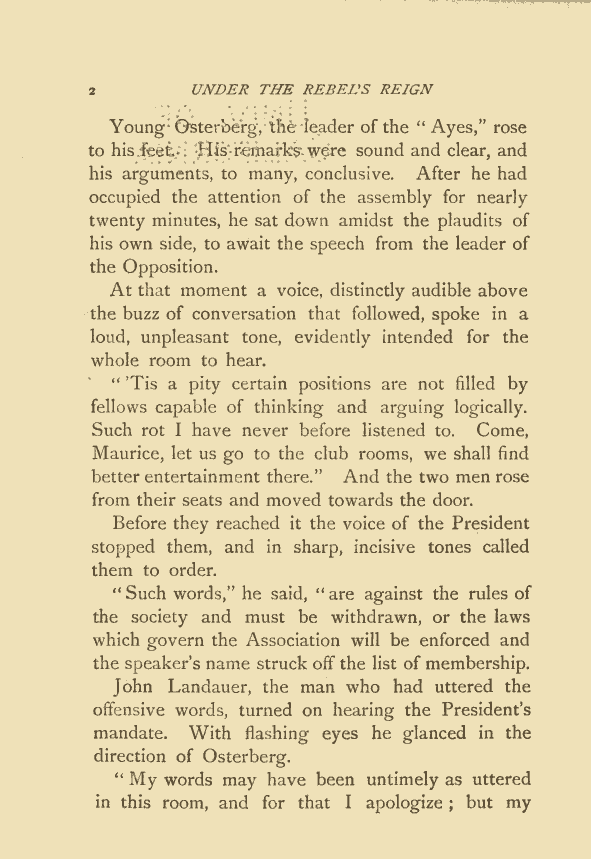 2 UNDER THE REBEL'S REIGN
Young Osterberg, the leader of the “ Ayes,” rose
to his feet. His remarks were sound and clear, and
his arguments, to many, conclusive. After he had
occupied the attention of the assembly for nearly
twenty minutes, he sat down amidst the plaudits of
his own side, to await the speech from the leader of
the Opposition.
At that moment a voice, distinctly audible above
the buzz of conversation that followed, spoke in a
loud, unpleasant tone, evidently intended for the
whole room to hear.
“ 'Tis a pity certain positions are not filled by
fellows capable of thinking and arguing logically.
Such rot I have never before listened to. Come,
Maurice, let us go to the club rooms, we shall find
better entertainment there.” And the two men rose
from their seats and moved towards the door.
Before they reached it the voice of the President
stopped them, and in sharp, incisive tones called
them to order.
“ Such words,” he said, “ are against the rules of
the society and must be withdrawn, or the laws
which govern the Association will be enforced and
the speaker's name struck off the list of membership.
John Landauer, the man who had uttered the
offensive words, turned on hearing the President's
mandate. With flashing eyes he glanced in the
direction of Osterberg.
“ My words may have been untimely as uttered
in this room, and for that I apologize ; but my